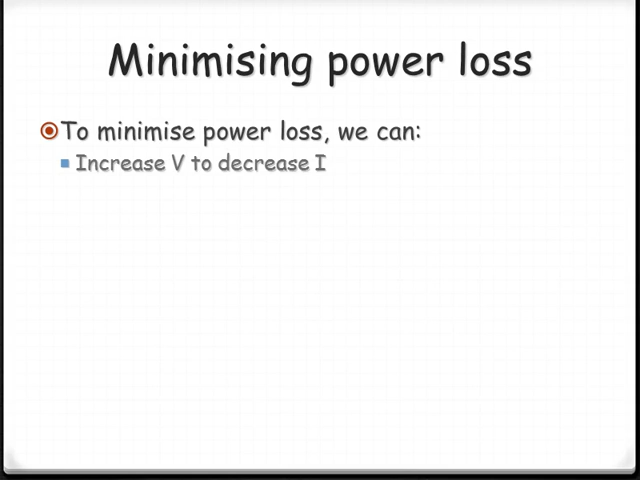 Minimising power loss
To minimise power loss, we can:
Increase V to decrease I